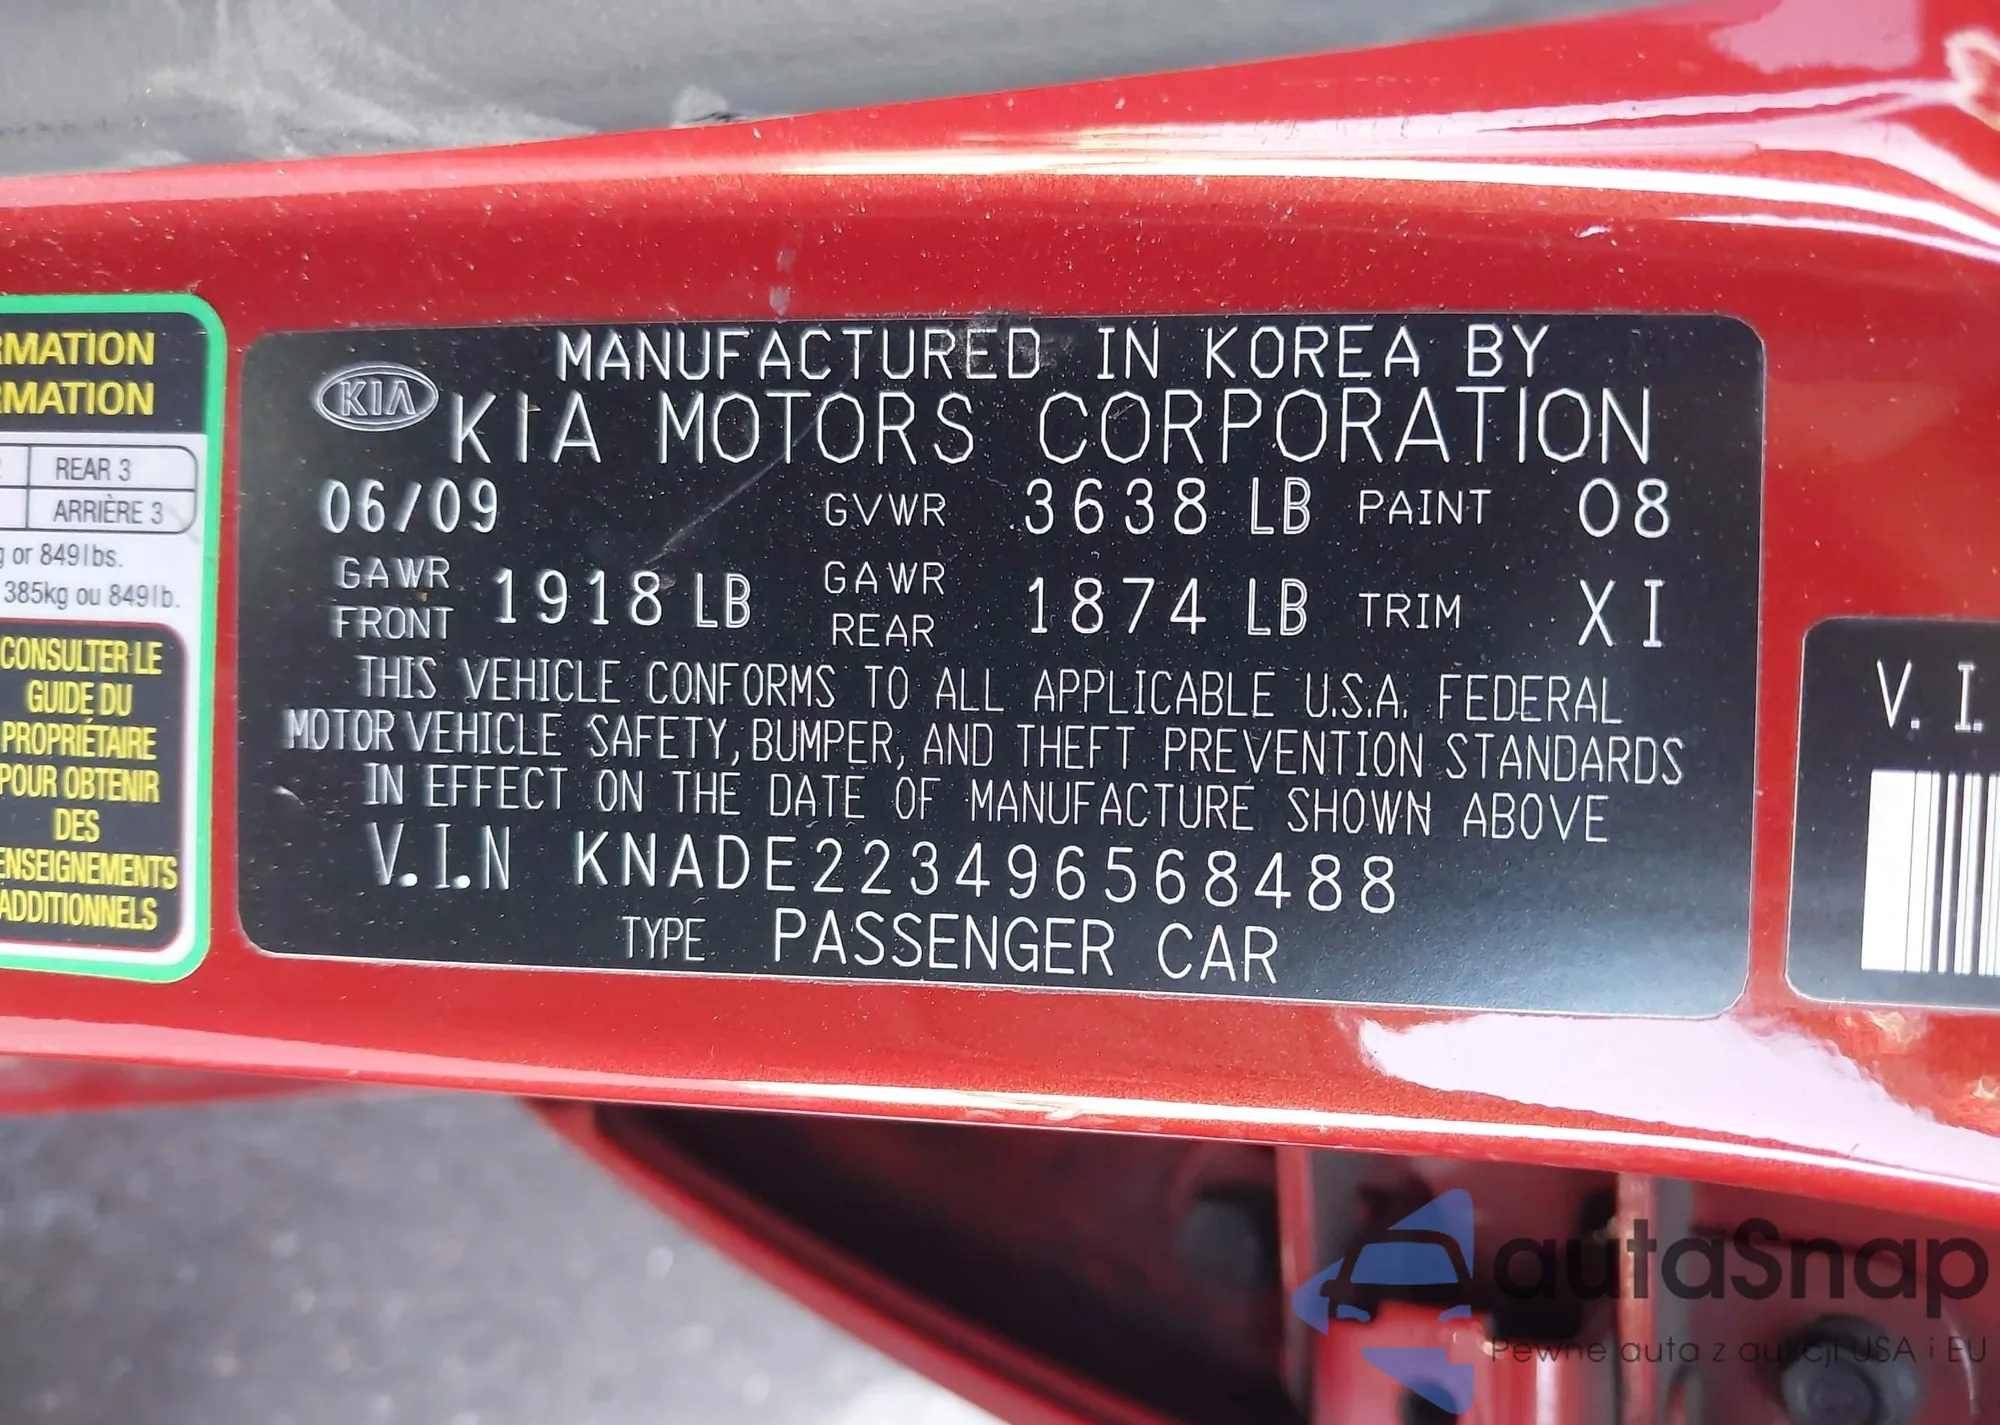 MANUFACTURED IN KOREA BY
KIA KIA MOTORS CORPORATION
06/09 GVWR 3638 LB PAINT 08
GAWR FRONT 1918 LB GAWR REAR 1874 LB TRIM XI
THIS VEHICLE CONFORMS TO ALL APPLICABLE U.S.A. FEDERAL
MOTOR VEHICLE SAFETY, BUMPER, AND THEFT PREVENTION STANDARDS
IN EFFECT ON THE DATE OF MANUFACTURE SHOWN ABOVE
V.I.N KNADE223496568488
TYPE PASSENGER CAR
RMATION
RMATION
REAR 3
ARRIÈRE 3
g or 849lbs.
385kg ou 849lb.
CONSULTER LE
GUIDE DU
PROPRIÉTAIRE
POUR OBTENIR
DES
ENSEIGNEMENTS
ADDITIONNELS
V. I.
autaSnap
Pewne auta z aukcji USA i EU